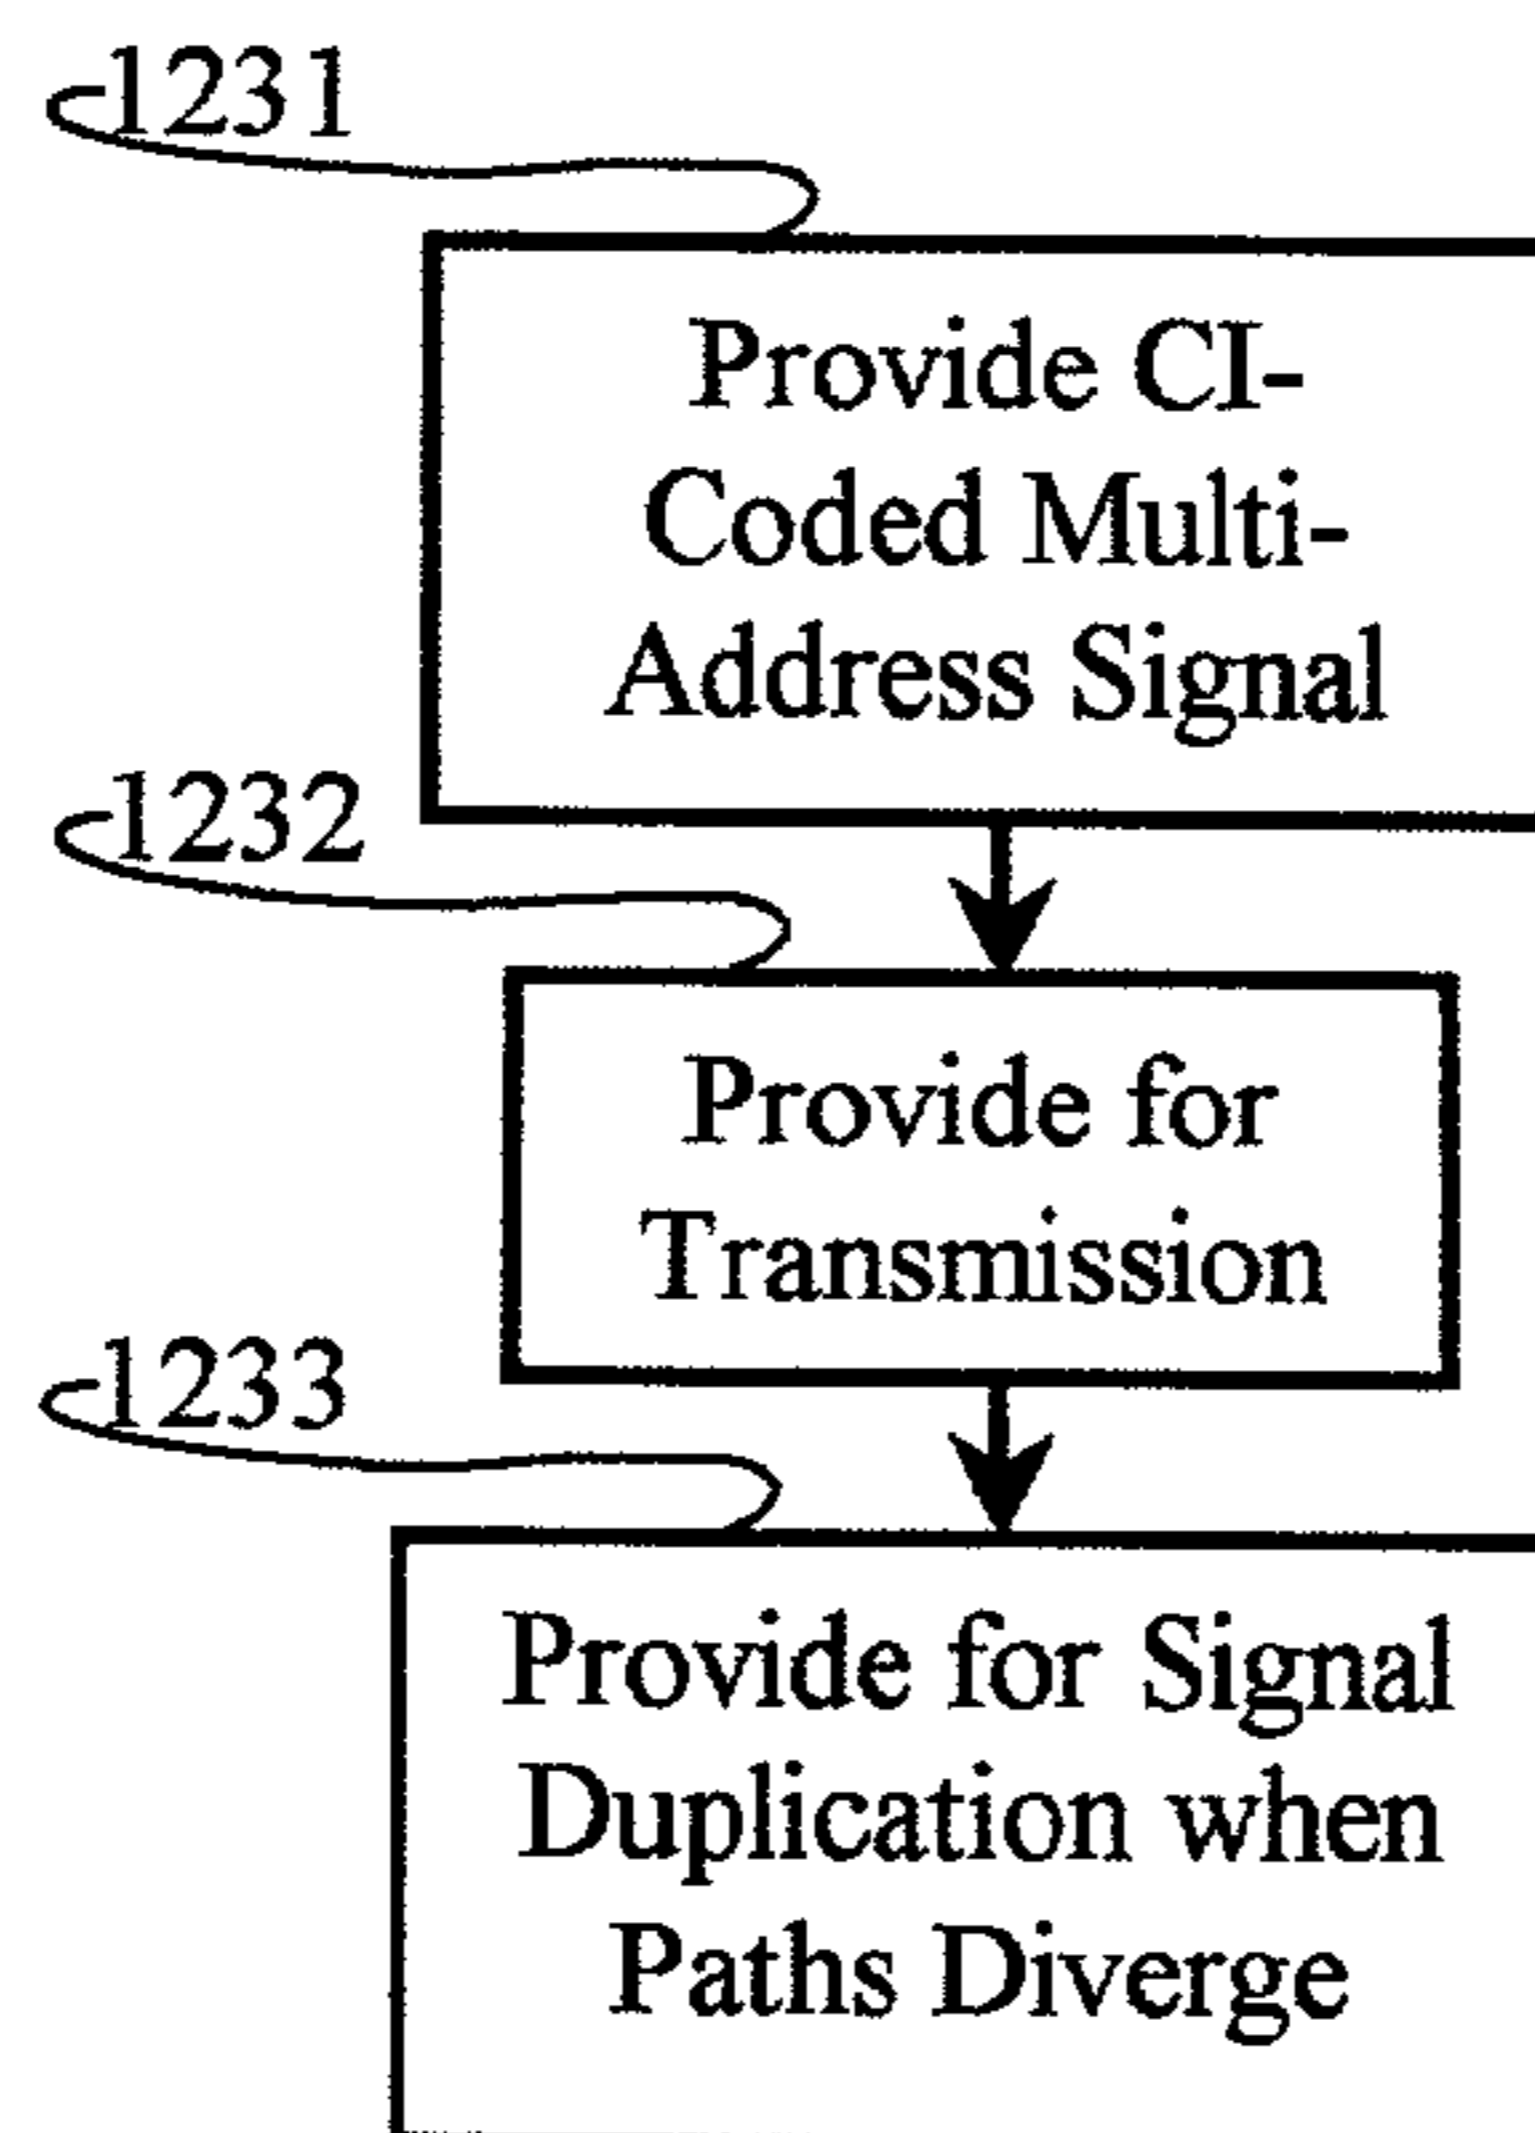 1231
Provide CI-
Coded Multi-
Address Signal
1232
Provide for
Transmission
1233
Provide for Signal
Duplication when
Paths Diverge